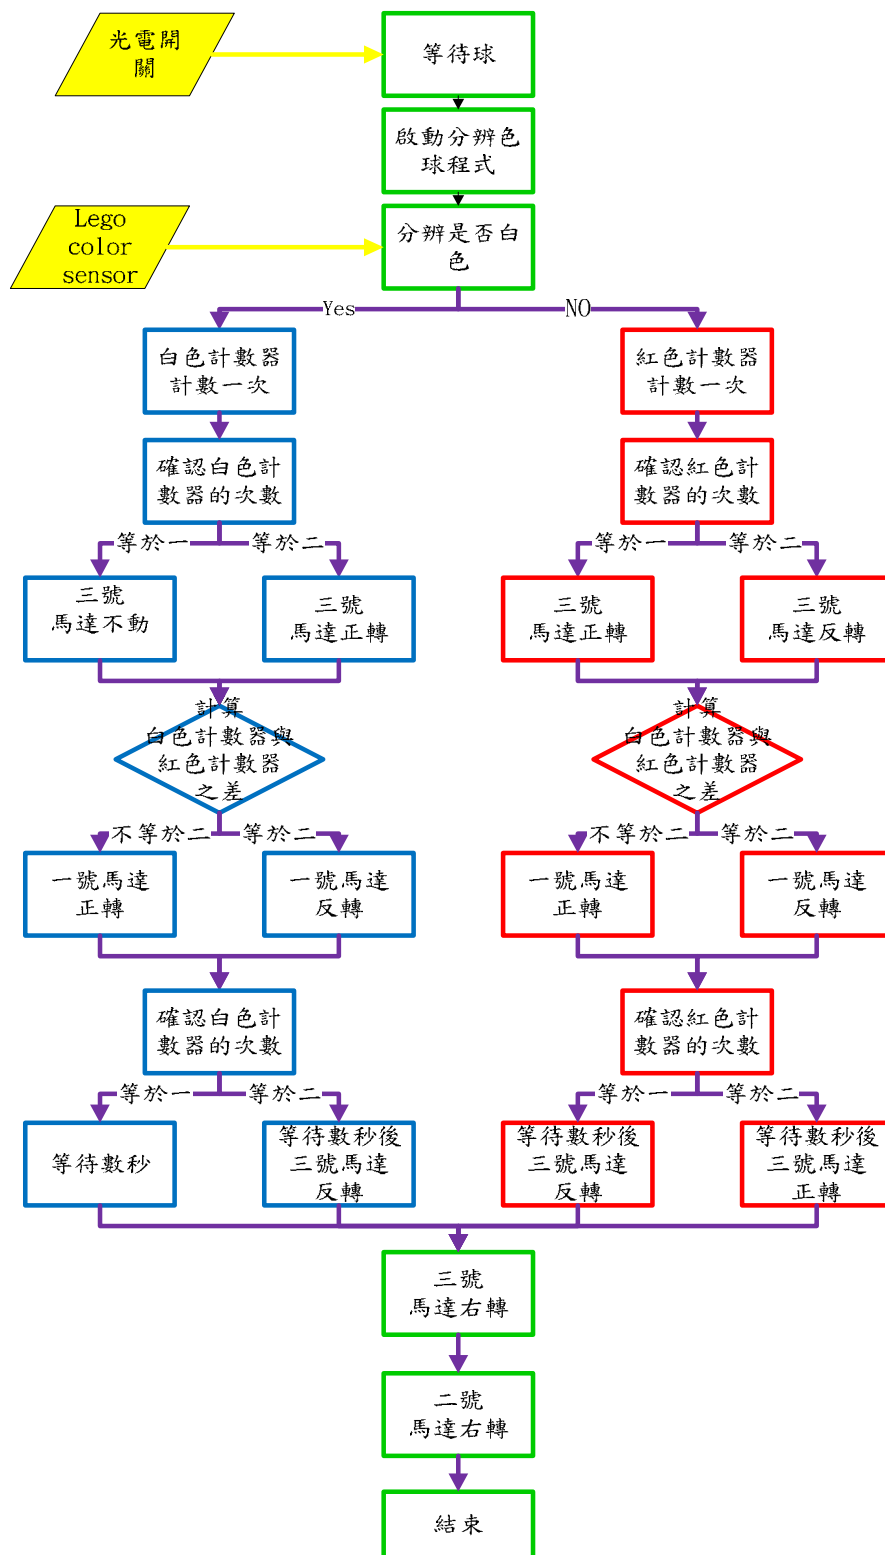 光電開
關
等待球
啟動分辨色
球程式
Lego
color
sensor
分辨是否白
色
Yes
NO
白色計數器
計數一次
紅色計數器
計數一次
確認白色計
數器的次數
確認紅色計
數器的次數
等於一
等於二
等於一
等於二
三號
馬達不動
三號
馬達正轉
三號
馬達正轉
三號
馬達反轉
計算
白色計數器與
紅色計數器
之差
計算
白色計數器與
紅色計數器
之差
不等於二
等於二
不等於二
等於二
一號馬達
正轉
一號馬達
反轉
一號馬達
正轉
一號馬達
反轉
確認白色計
數器的次數
確認紅色計
數器的次數
等於一
等於二
等於一
等於二
等待數秒
等待數秒後
三號馬達
反轉
等待數秒後
三號馬達
反轉
等待數秒後
三號馬達
正轉
三號
馬達右轉
二號
馬達右轉
結束